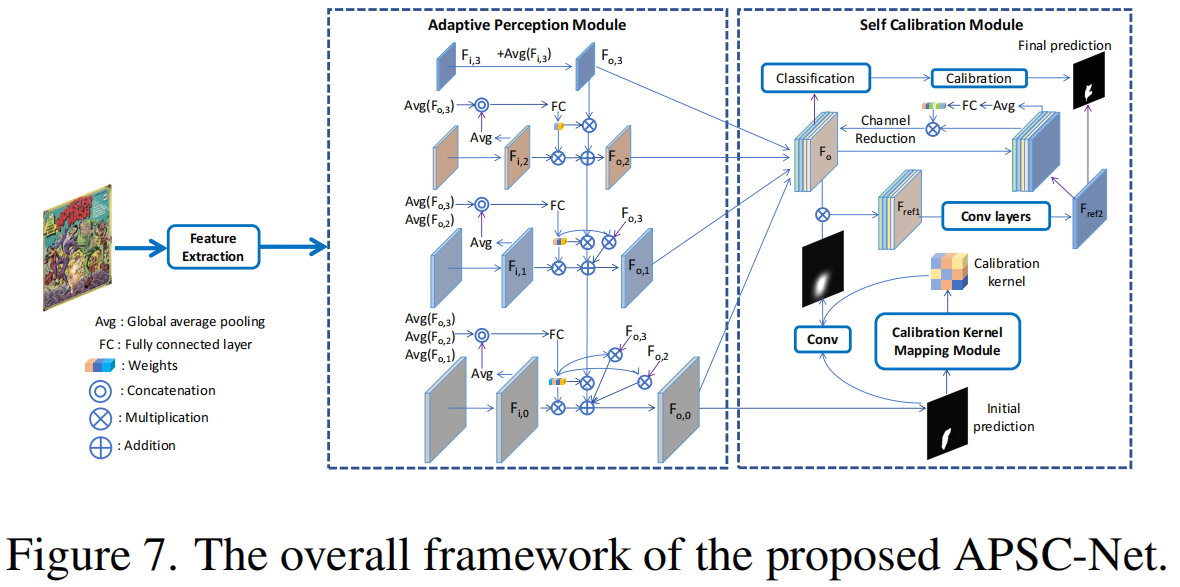 Adaptive Perception Module
Self Calibration Module
F_{i,3}
+Avg(F_{i,3})
F_{o,3}
Avg(F_{o,3})
FC
Avg
F_{i,2}
F_{o,2}
Avg(F_{o,3})
Avg(F_{o,2})
FC
F_{o,3}
Avg
F_{i,1}
F_{o,1}
Avg(F_{o,3})
Avg(F_{o,2})
Avg(F_{o,1})
FC
F_{o,3}
F_{o,2}
Avg
F_{i,0}
F_{o,0}
Final prediction
Classification
Calibration
FC
Avg
Channel
Reduction
F_{o}
F_{ref1}
Conv layers
F_{ref2}
Calibration
kernel
Conv
Calibration Kernel
Mapping Module
Initial
prediction
Feature
Extraction
Avg : Global average pooling
FC : Fully connected layer
: Weights
: Concatenation
: Multiplication
: Addition
Figure 7. The overall framework of the proposed APSC-Net.